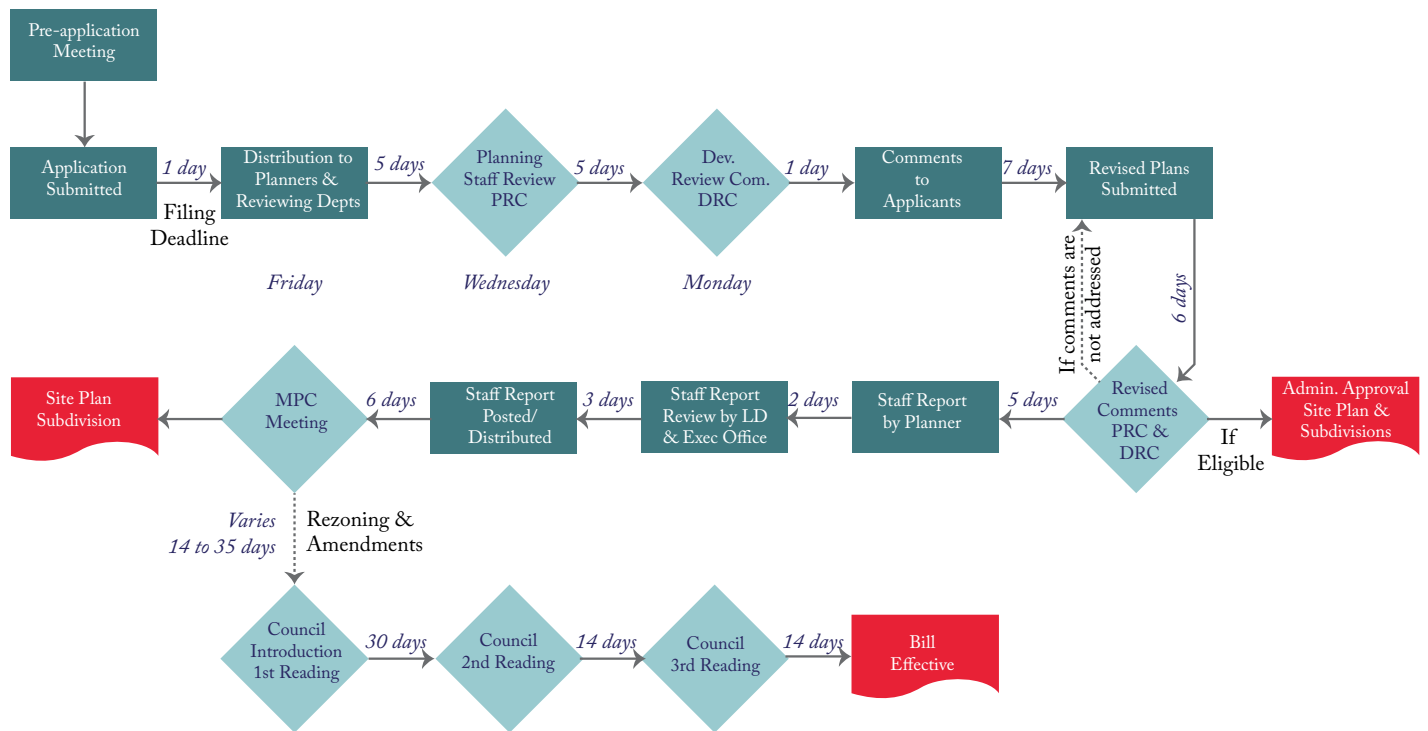 Pre-application
Meeting
Application
Submitted
1 day
Filing
Deadline
Distribution to
Planners &
Reviewing Depts
Friday
5 days
Planning
Staff Review
PRC
Wednesday
5 days
Dev.
Review Com.
DRC
Monday
1 day
Comments
to
Applicants
7 days
Revised Plans
Submitted
If comments are
not addressed
6 days
Revised
Comments
PRC &
DRC
If
Eligible
Admin. Approval
Site Plan &
Subdivisions
5 days
Staff Report
by Planner
2 days
Staff Report
Review by LD
& Exec Office
3 days
Staff Report
Posted/
Distributed
6 days
MPC
Meeting
Site Plan
Subdivision
Varies
14 to 35 days
Rezoning &
Amendments
Council
Introduction
1st Reading
30 days
Council
2nd Reading
14 days
Council
3rd Reading
14 days
Bill
Effective